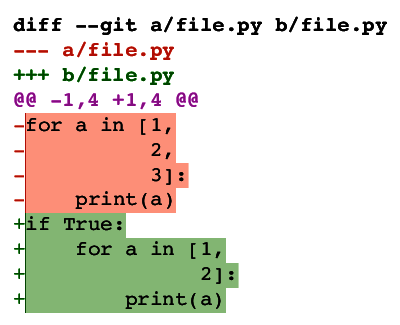 diff --git a/file.py b/file.py
--- a/file.py
+++ b/file.py
@@ -1,4 +1,4 @@
-for a in [1,
-          2,
-          3]:
-    print(a)
+if True:
+    for a in [1,
+              2]:
+        print(a)